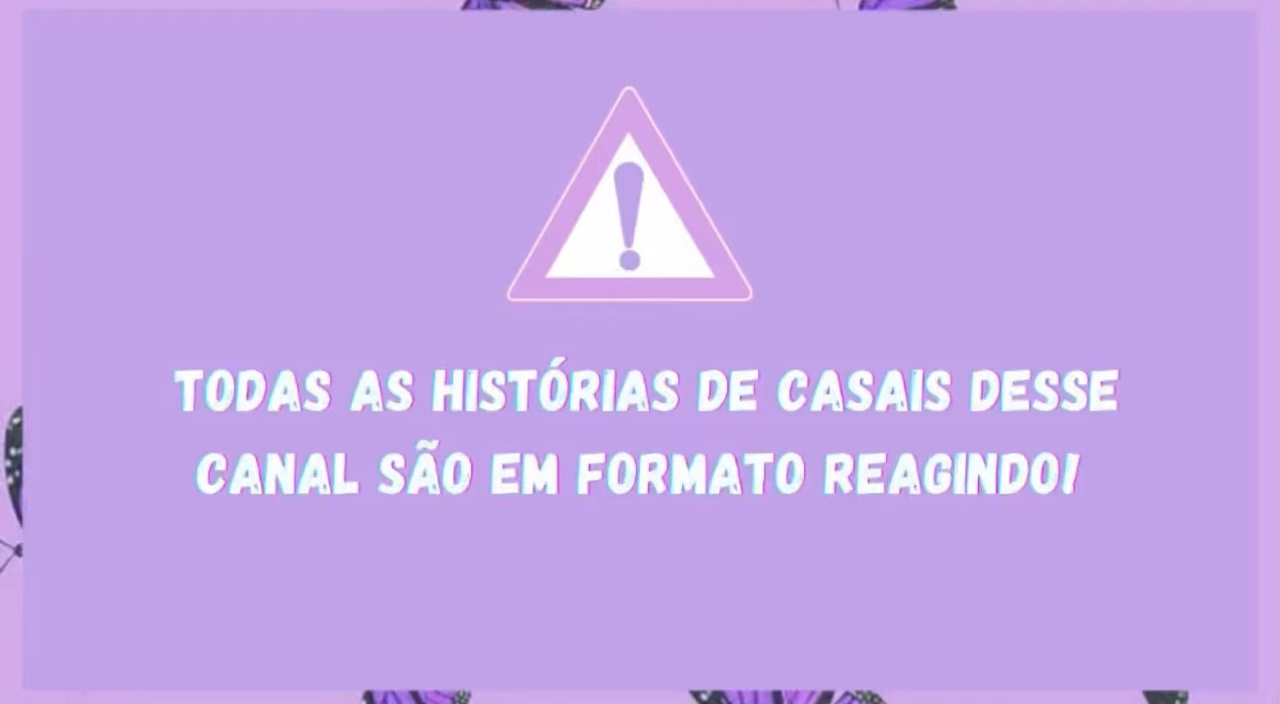 TODAS AS HISTÓRIAS DE CASAIS DESSE
CANAL SÃO EM FORMATO REAGINDO!